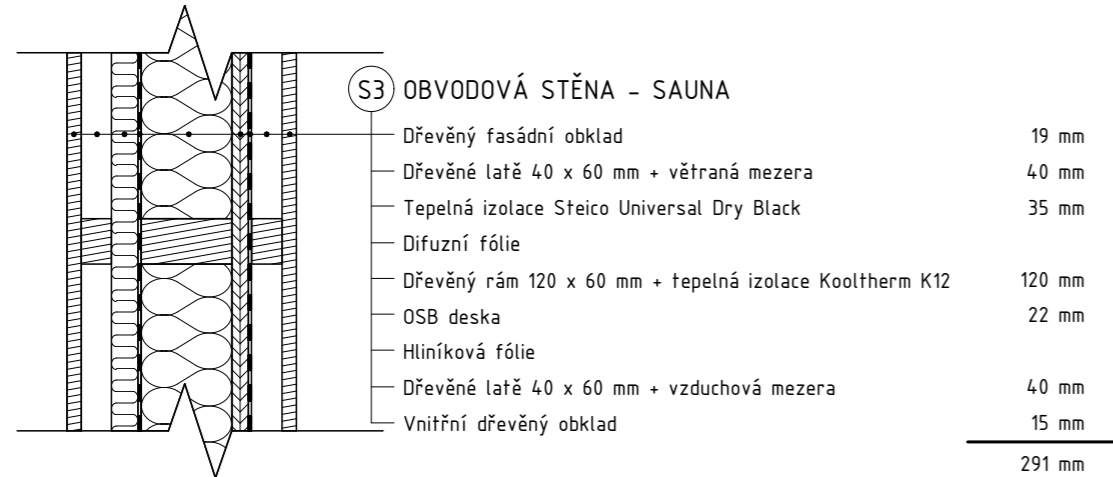 S3 OBVODOVÁ STĚNA - SAUNA
Dřevěný fasádní obklad 19 mm
Dřevěné latě 40 x 60 mm + větraná mezera 40 mm
Tepelná izolace Steico Universal Dry Black 35 mm
Difuzní fólie
Dřevěný rám 120 x 60 mm + tepelná izolace Kooltherm K12 120 mm
OSB deska 22 mm
Hliníková fólie
Dřevěné latě 40 x 60 mm + vzduchová mezera 40 mm
Vnitřní dřevěný obklad 15 mm
291 mm